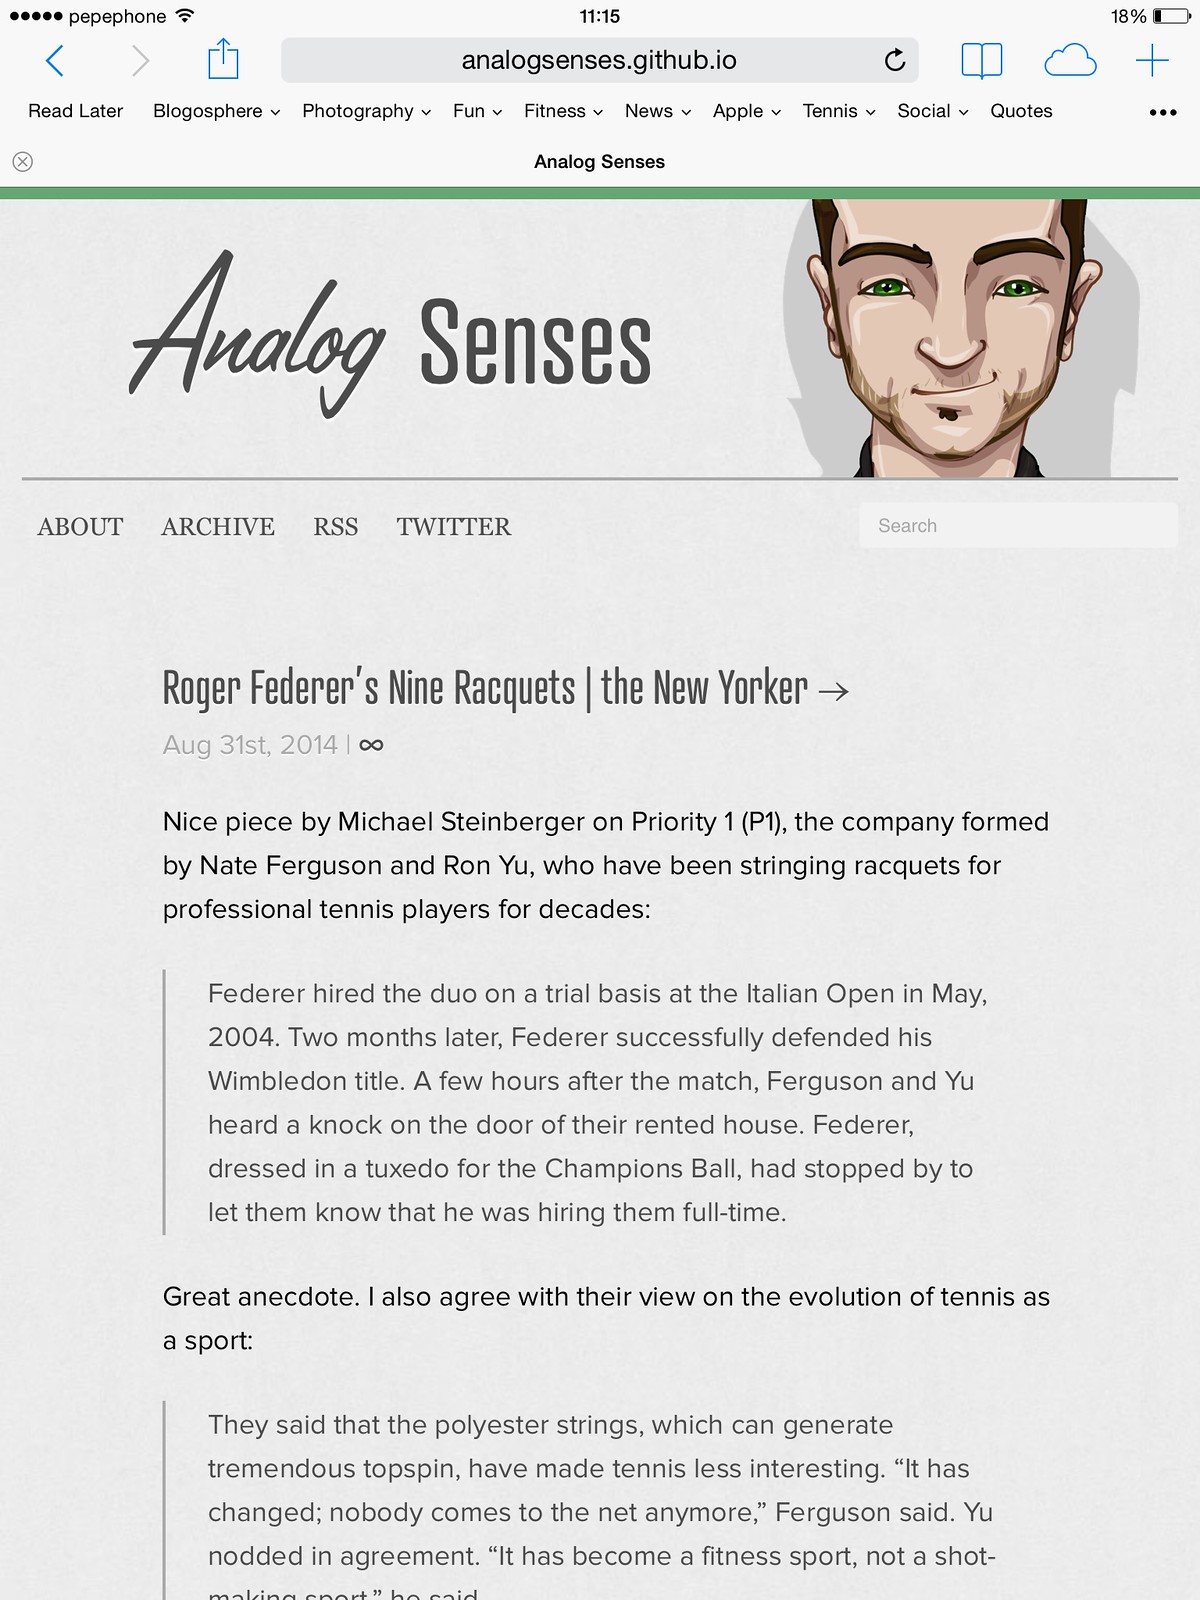 pepephone 11:15 18%
analogsenses.github.io
Read Later Blogosphere Photography Fun Fitness News Apple Tennis Social Quotes •••
Analog Senses
Analog Senses
ABOUT ARCHIVE RSS TWITTER Search
Roger Federer's Nine Racquets | the New Yorker →
Aug 31st, 2014 | ∞
Nice piece by Michael Steinberger on Priority 1 (P1), the company formed
by Nate Ferguson and Ron Yu, who have been stringing racquets for
professional tennis players for decades:
Federer hired the duo on a trial basis at the Italian Open in May,
2004. Two months later, Federer successfully defended his
Wimbledon title. A few hours after the match, Ferguson and Yu
heard a knock on the door of their rented house. Federer,
dressed in a tuxedo for the Champions Ball, had stopped by to
let them know that he was hiring them full-time.
Great anecdote. I also agree with their view on the evolution of tennis as
a sport:
They said that the polyester strings, which can generate
tremendous topspin, have made tennis less interesting. “It has
changed; nobody comes to the net anymore,” Ferguson said. Yu
nodded in agreement. “It has become a fitness sport, not a shot-
making sport,” he said.